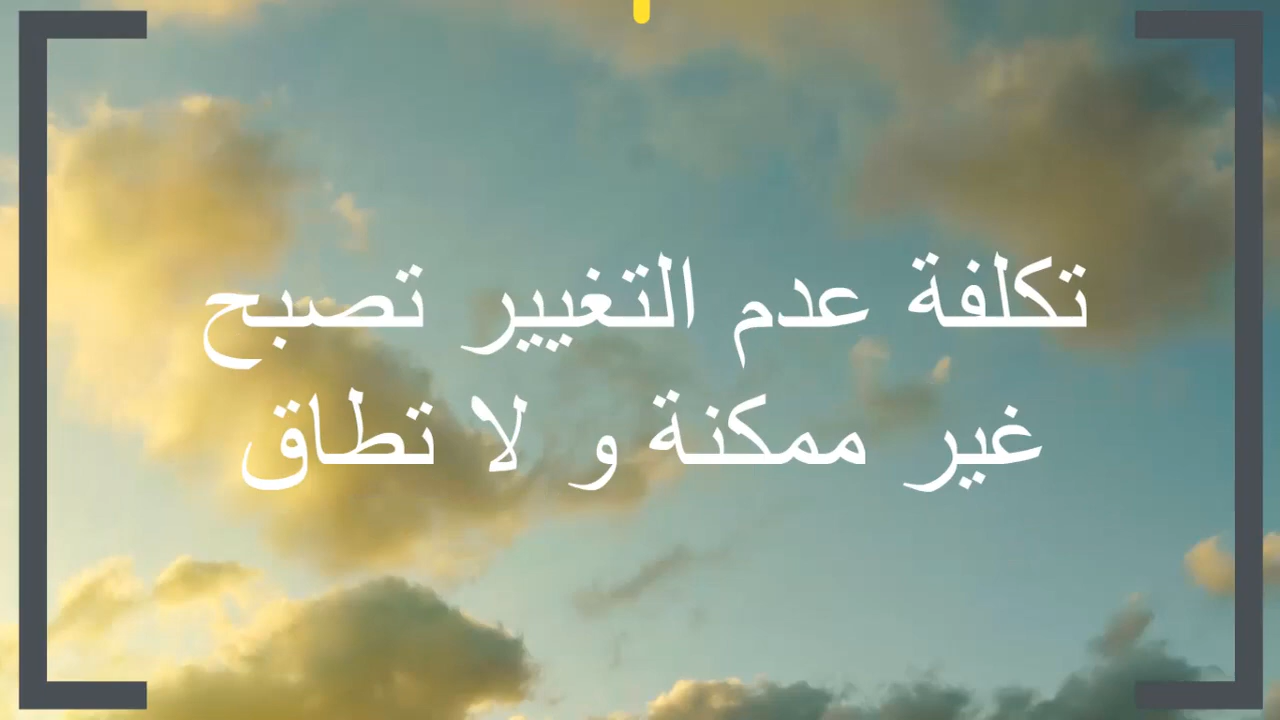 تكلفة عدم التغيير تصبح
غير ممكنة و لا تطاق